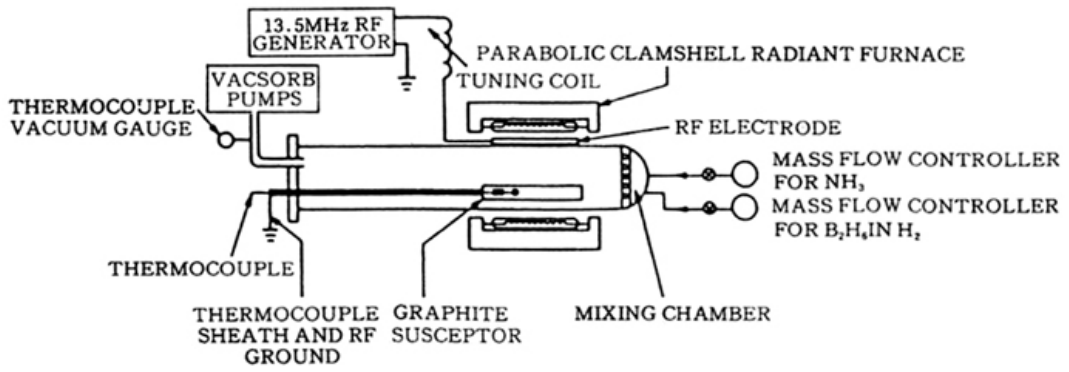 13.5MHz RF
GENERATOR
PARABOLIC CLAMSHELL RADIANT FURNACE
TUNING COIL
VACSORB
PUMPS
THERMOCOUPLE
VACUUM GAUGE
RF ELECTRODE
MASS FLOW CONTROLLER
FOR NH₃
MASS FLOW CONTROLLER
FOR B₂H₆ IN H₂
THERMOCOUPLE
THERMOCOUPLE
SHEATH AND RF
GROUND
GRAPHITE
SUSCEPTOR
MIXING CHAMBER